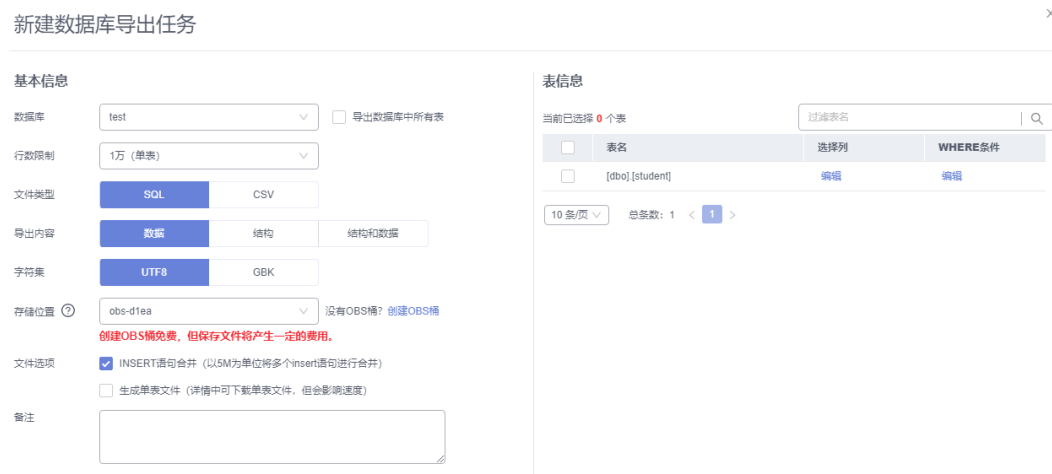 新建数据库导出任务
基本信息
数据库
test
导出数据库中所有表
行数限制
1万（单表）
文件类型
SQL
CSV
导出内容
数据
结构
结构和数据
字符集
UTF8
GBK
存储位置
obs-d1ea
没有OBS桶？创建OBS桶
创建OBS桶免费，但保存文件将产生一定的费用。
文件选项
INSERT语句合并（以5M为单位将多个insert语句进行合并）
生成单表文件（详情中可下载单表文件，但会影响速度）
备注
表信息
当前已选择 0 个表
过滤表名
表名
选择列
WHERE条件
[dbo].[student]
编辑
编辑
10 条/页
总条数：1 < 1 >